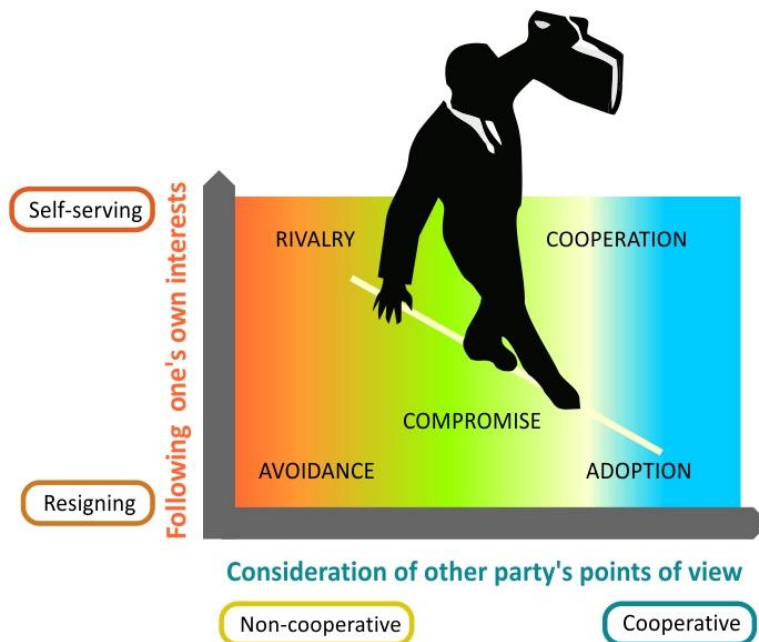 Self-serving
Following one's own interests
RIVALRY
COOPERATION
COMPROMISE
AVOIDANCE
ADOPTION
Resigning
Consideration of other party's points of view
Non-cooperative
Cooperative